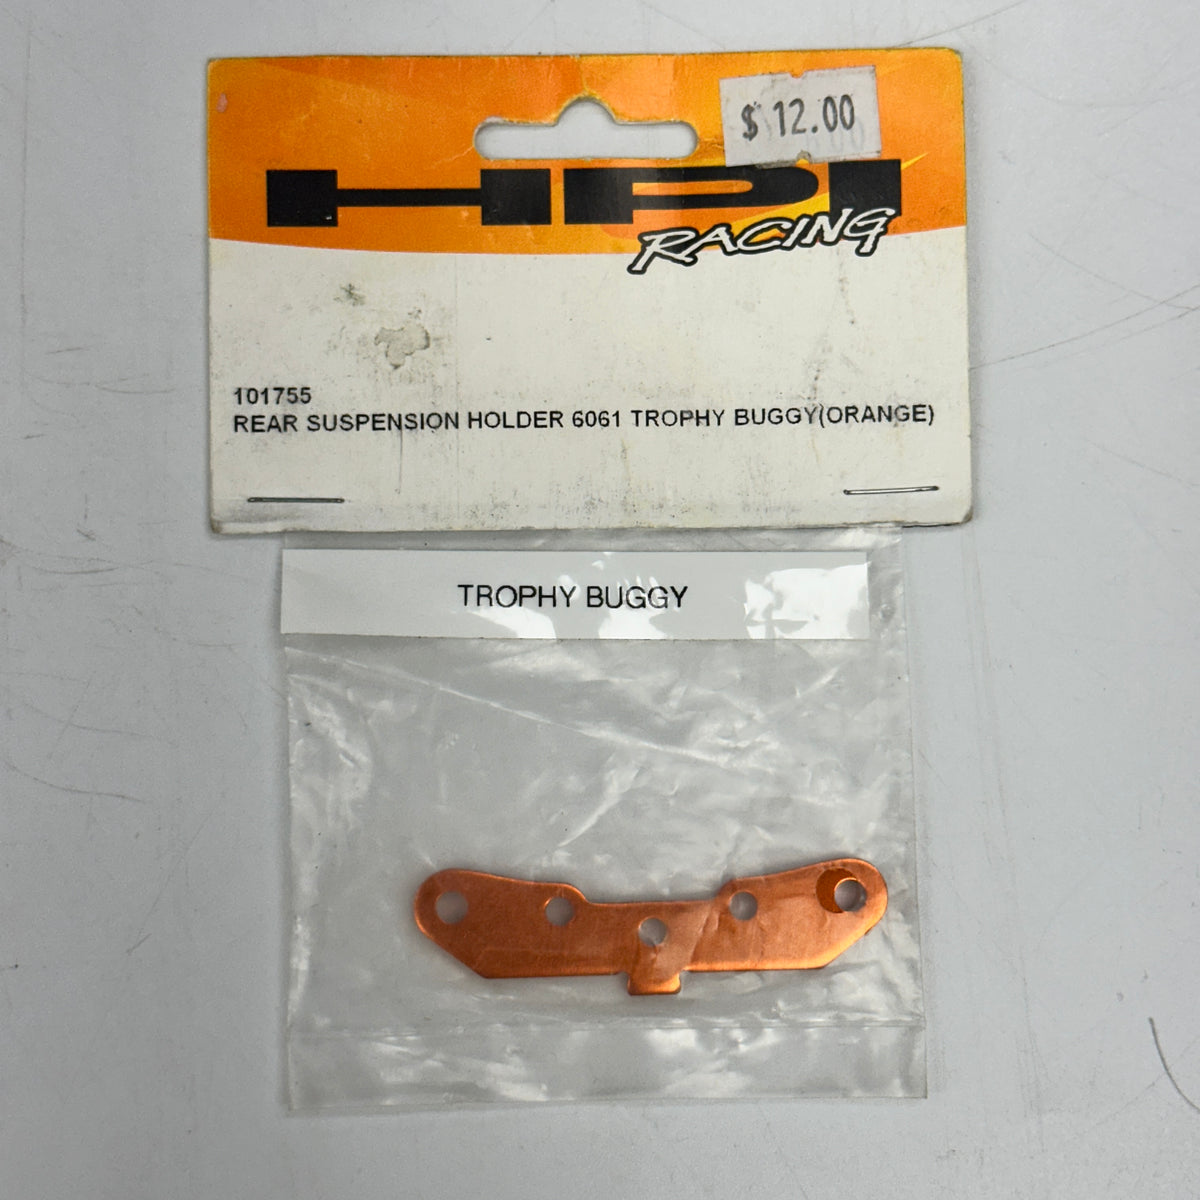 $ 12.00
HPI
RACING
101755
REAR SUSPENSION HOLDER 6061 TROPHY BUGGY(ORANGE)
TROPHY BUGGY